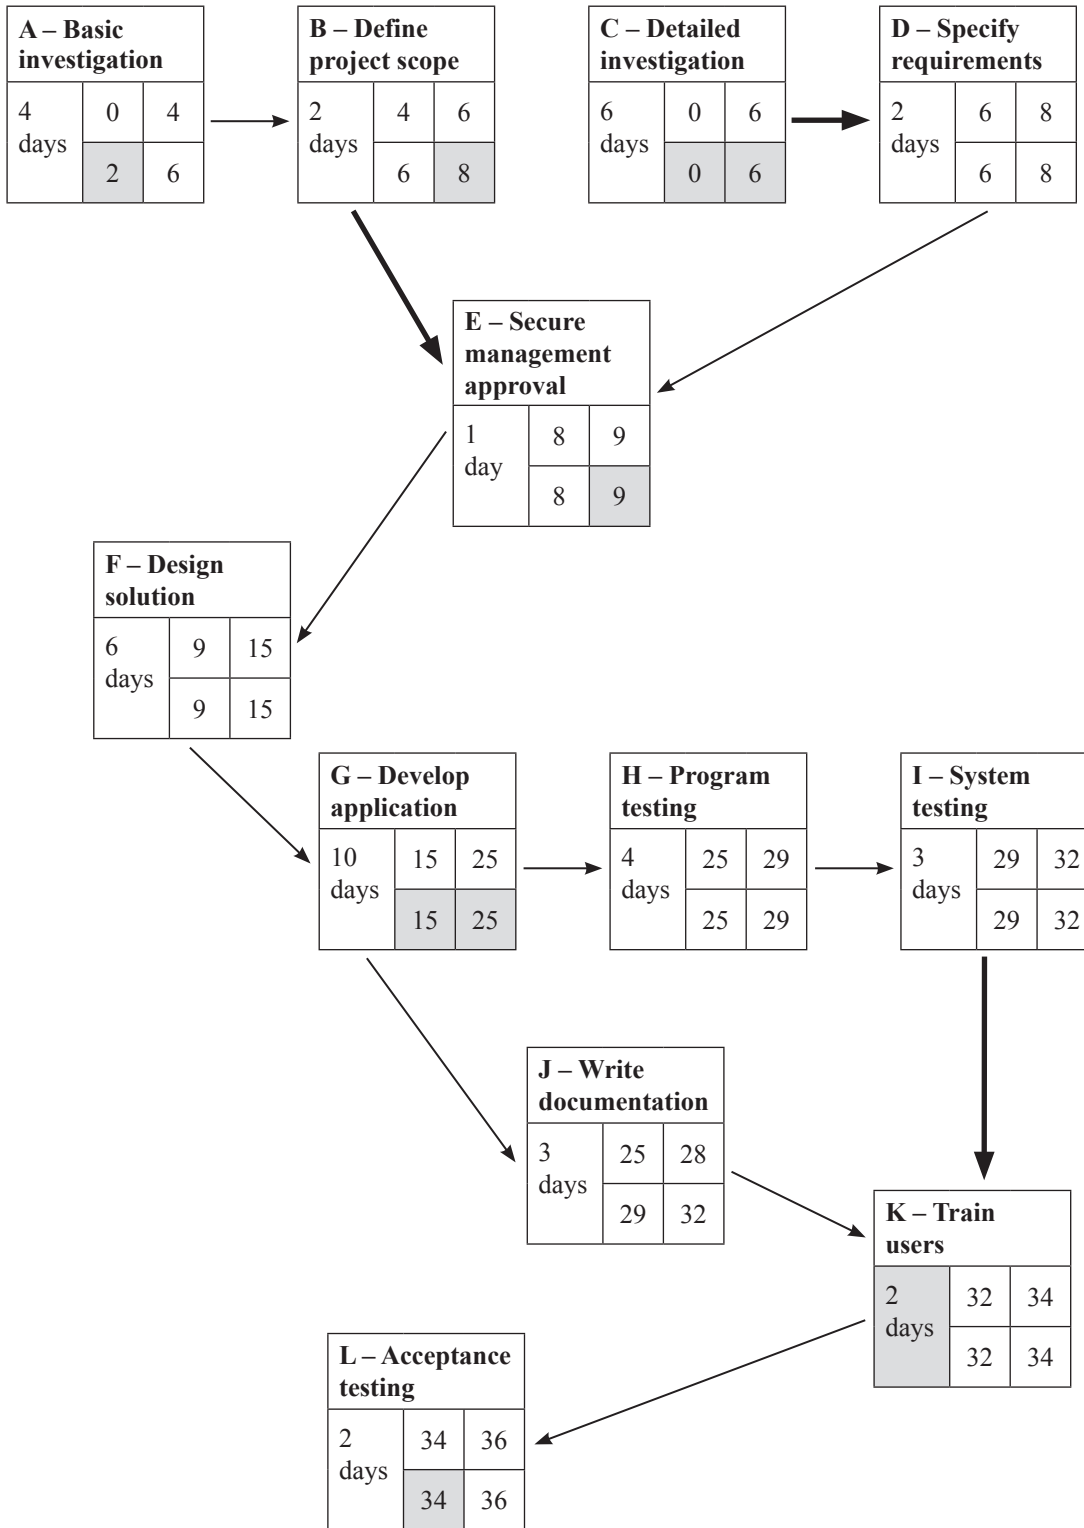 A – Basic
investigation
4
days
0 4
2 6
B – Define
project scope
2
days
4 6
6 8
C – Detailed
investigation
6
days
0 6
0 6
D – Specify
requirements
2
days
6 8
6 8
E – Secure
management
approval
1
day
8 9
8 9
F – Design
solution
6
days
9 15
9 15
G – Develop
application
10
days
15 25
15 25
H – Program
testing
4
days
25 29
25 29
I – System
testing
3
days
29 32
29 32
J – Write
documentation
3
days
25 28
29 32
K – Train
users
2
days
32 34
32 34
L – Acceptance
testing
2
days
34 36
34 36